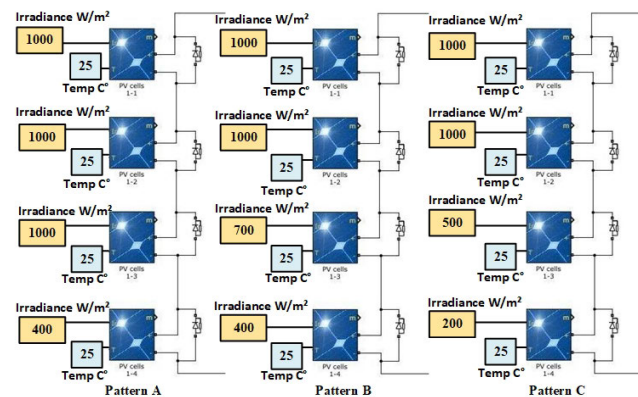 Irradiance W/m²
1000
m
25
T
Temp C°
PV cells
1-1
Irradiance W/m²
1000
m
25
T
Temp C°
PV cells
1-2
Irradiance W/m²
1000
m
25
T
Temp C°
PV cells
1-3
Irradiance W/m²
400
m
25
T
Temp C°
PV cells
1-4
Pattern A
Irradiance W/m²
1000
m
25
T
Temp C°
PV cells
1-1
Irradiance W/m²
1000
m
25
T
Temp C°
PV cells
1-2
Irradiance W/m²
700
m
25
T
Temp C°
PV cells
1-3
Irradiance W/m²
400
m
25
T
Temp C°
PV cells
1-4
Pattern B
Irradiance W/m²
1000
m
25
T
Temp C°
PV cells
1-1
Irradiance W/m²
1000
m
25
T
Temp C°
PV cells
1-2
Irradiance W/m²
500
m
25
T
Temp C°
PV cells
1-3
Irradiance W/m²
200
m
25
T
Temp C°
PV cells
1-4
Pattern C